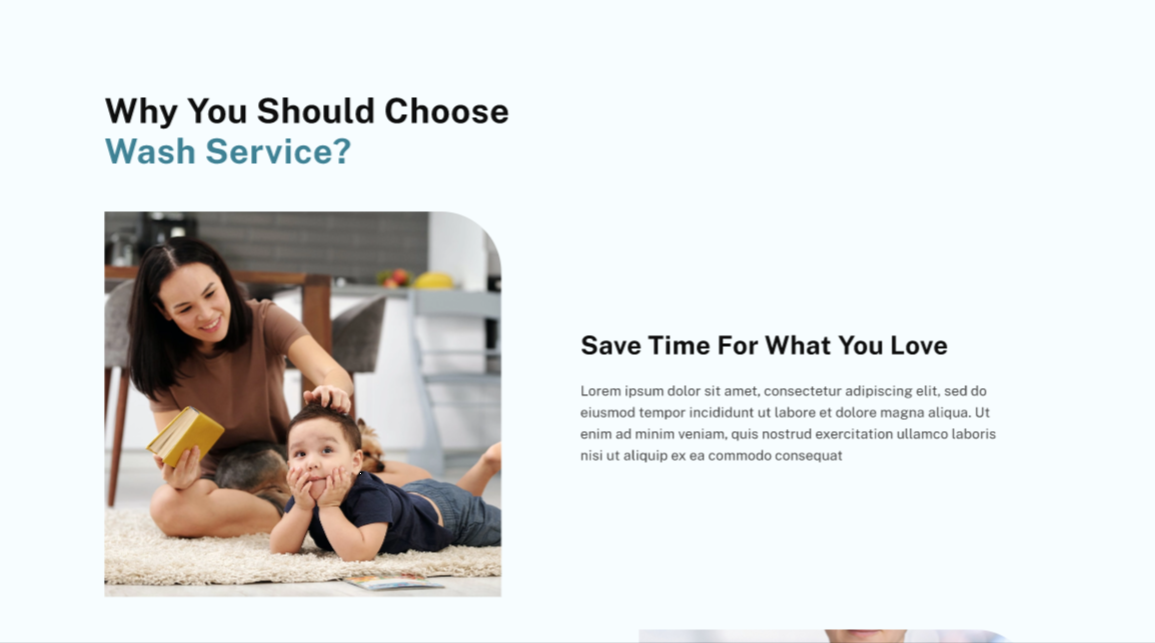 Why You Should Choose
Wash Service?
Save Time For What You Love
Lorem ipsum dolor sit amet, consectetur adipiscing elit, sed do
eiusmod tempor incididunt ut labore et dolore magna aliqua. Ut
enim ad minim veniam, quis nostrud exercitation ullamco laboris
nisi ut aliquip ex ea commodo consequat